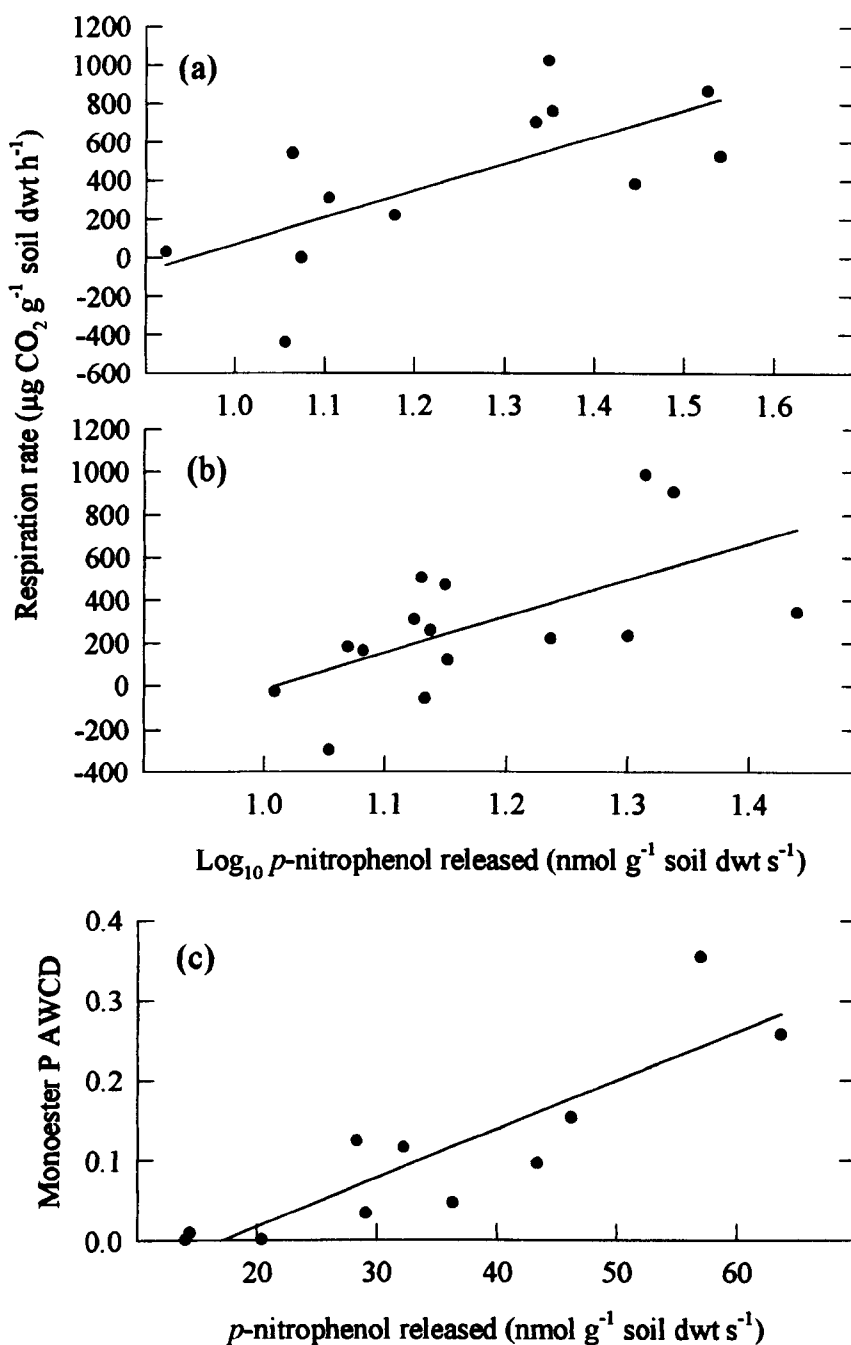 Respiration rate (µg CO₂ g⁻¹ soil dwt h⁻¹)
(a)
1200
1000
800
600
400
200
0
-200
-400
-600
1.0 1.1 1.2 1.3 1.4 1.5 1.6
(b)
1200
1000
800
600
400
200
0
-200
-400
1.0 1.1 1.2 1.3 1.4
Log₁₀ p-nitrophenol released (nmol g⁻¹ soil dwt s⁻¹)
Monoester P AWCD
(c)
0.4
0.3
0.2
0.1
0.0
20 30 40 50 60
p-nitrophenol released (nmol g⁻¹ soil dwt s⁻¹)